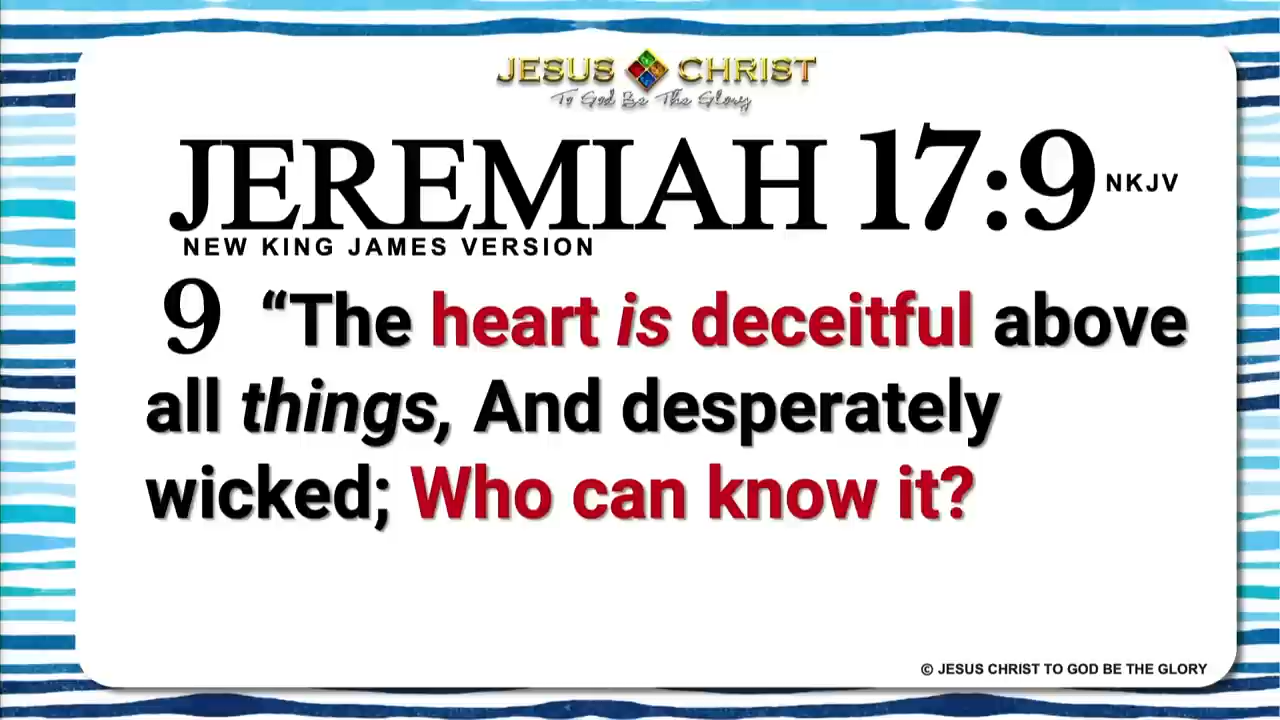 JESUS CHRIST
To God Be The Glory
JEREMIAH 17:9 NKJV
NEW KING JAMES VERSION
9 “The heart is deceitful above
all things, And desperately
wicked; Who can know it?
© JESUS CHRIST TO GOD BE THE GLORY